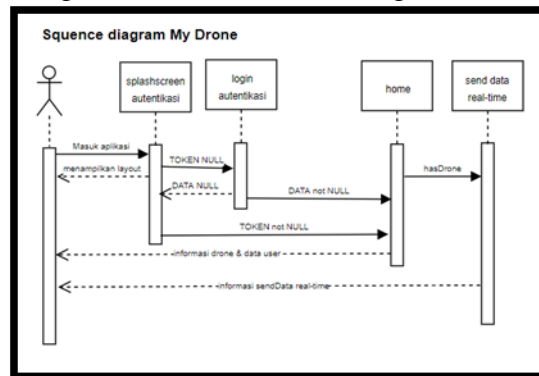 Squence diagram My Drone
splashscreen
autentikasi
login
autentikasi
home
send data
real-time
Masuk aplikasi
menampilkan layout
TOKEN NULL
DATA NULL
DATA not NULL
hasDrone
TOKEN not NULL
informasi drone & data user
informasi sendData real-time